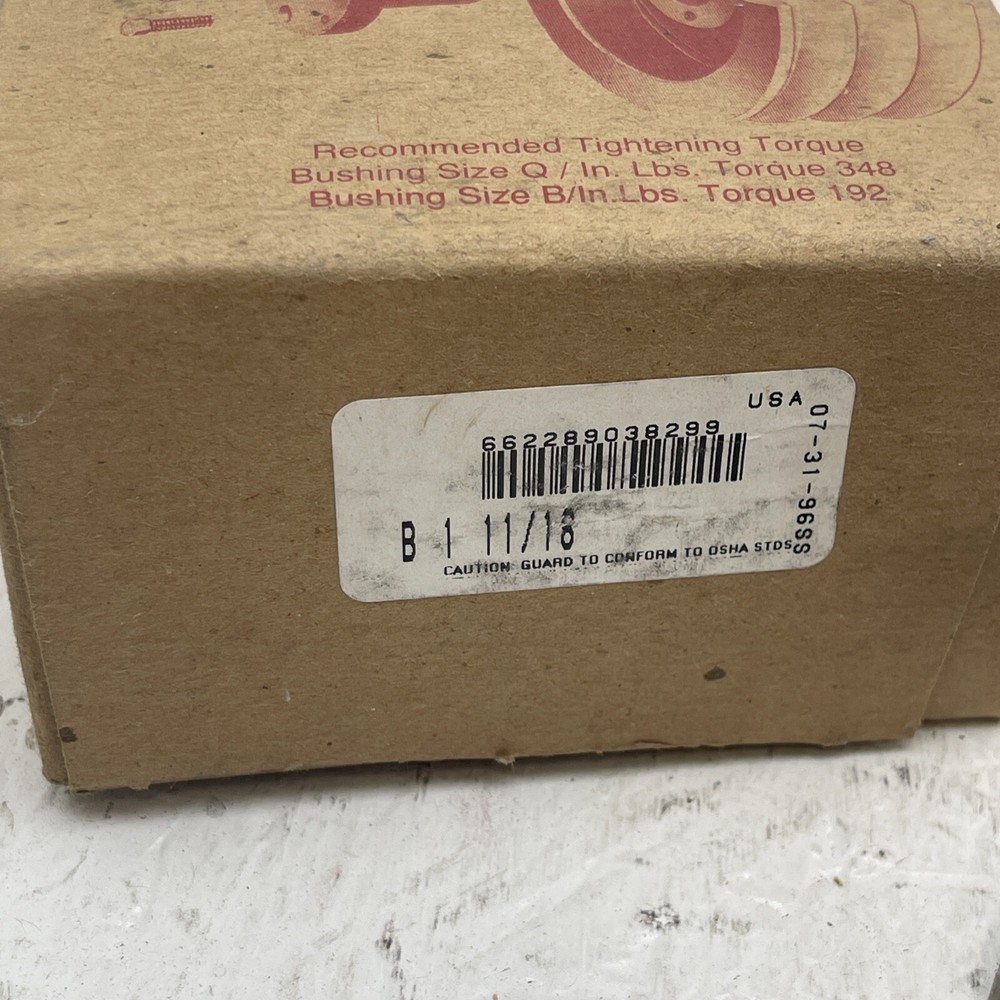 Recommended Tightening Torque
Bushing Size Q / In. Lbs. Torque 348
Bushing Size B/In.Lbs. Torque 192
USA
662289038299
07-31-96SS
B 1 11/16
CAUTION: GUARD TO CONFORM TO OSHA STDS